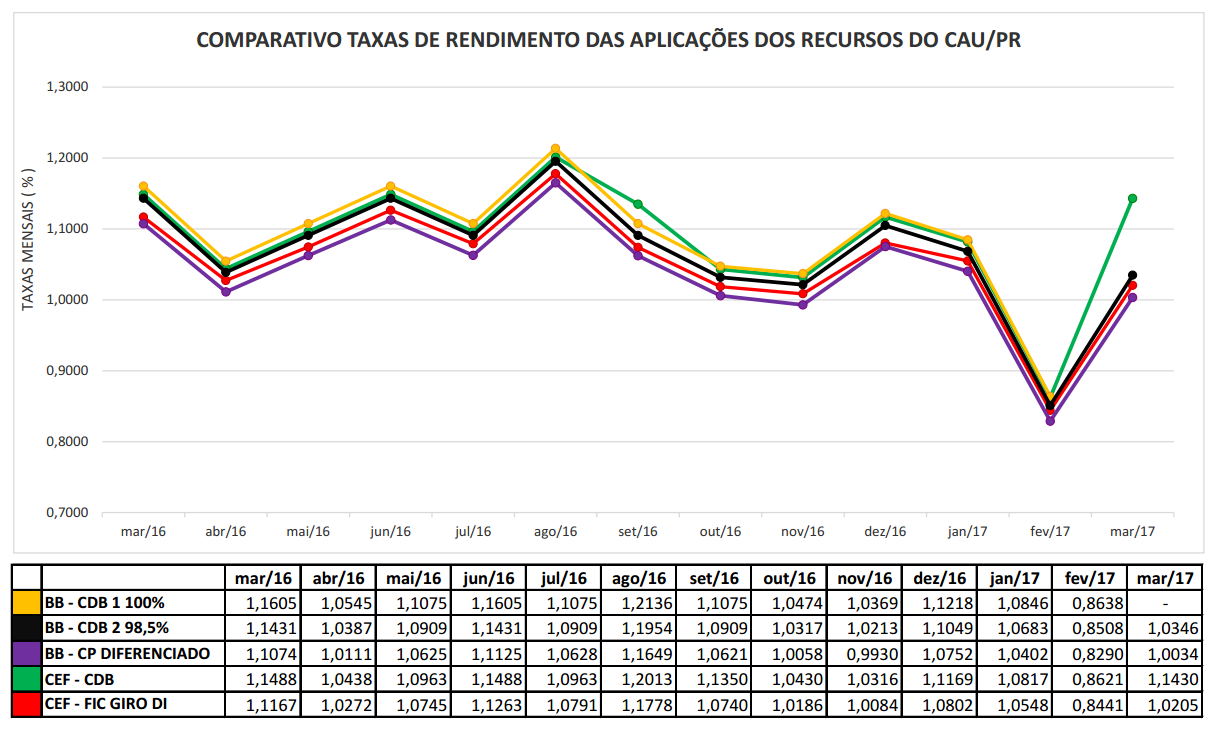 COMPARATIVO TAXAS DE RENDIMENTO DAS APLICAÇÕES DOS RECURSOS DO CAU/PR
TAXAS MENSAIS ( % )
1,3000
1,2000
1,1000
1,0000
0,9000
0,8000
0,7000
mar/16 abr/16 mai/16 jun/16 jul/16 ago/16 set/16 out/16 nov/16 dez/16 jan/17 fev/17 mar/17
mar/16 abr/16 mai/16 jun/16 jul/16 ago/16 set/16 out/16 nov/16 dez/16 jan/17 fev/17 mar/17
BB - CDB 1 100% 1,1605 1,0545 1,1075 1,1605 1,1075 1,2136 1,1075 1,0474 1,0369 1,1218 1,0846 0,8638 -
BB - CDB 2 98,5% 1,1431 1,0387 1,0909 1,1431 1,0909 1,1954 1,0909 1,0317 1,0213 1,1049 1,0683 0,8508 1,0346
BB - CP DIFERENCIADO 1,1074 1,0111 1,0625 1,1125 1,0628 1,1649 1,0621 1,0058 0,9930 1,0752 1,0402 0,8290 1,0034
CEF - CDB 1,1488 1,0438 1,0963 1,1488 1,0963 1,2013 1,1350 1,0430 1,0316 1,1169 1,0817 0,8621 1,1430
CEF - FIC GIRO DI 1,1167 1,0272 1,0745 1,1263 1,0791 1,1778 1,0740 1,0186 1,0084 1,0802 1,0548 0,8441 1,0205